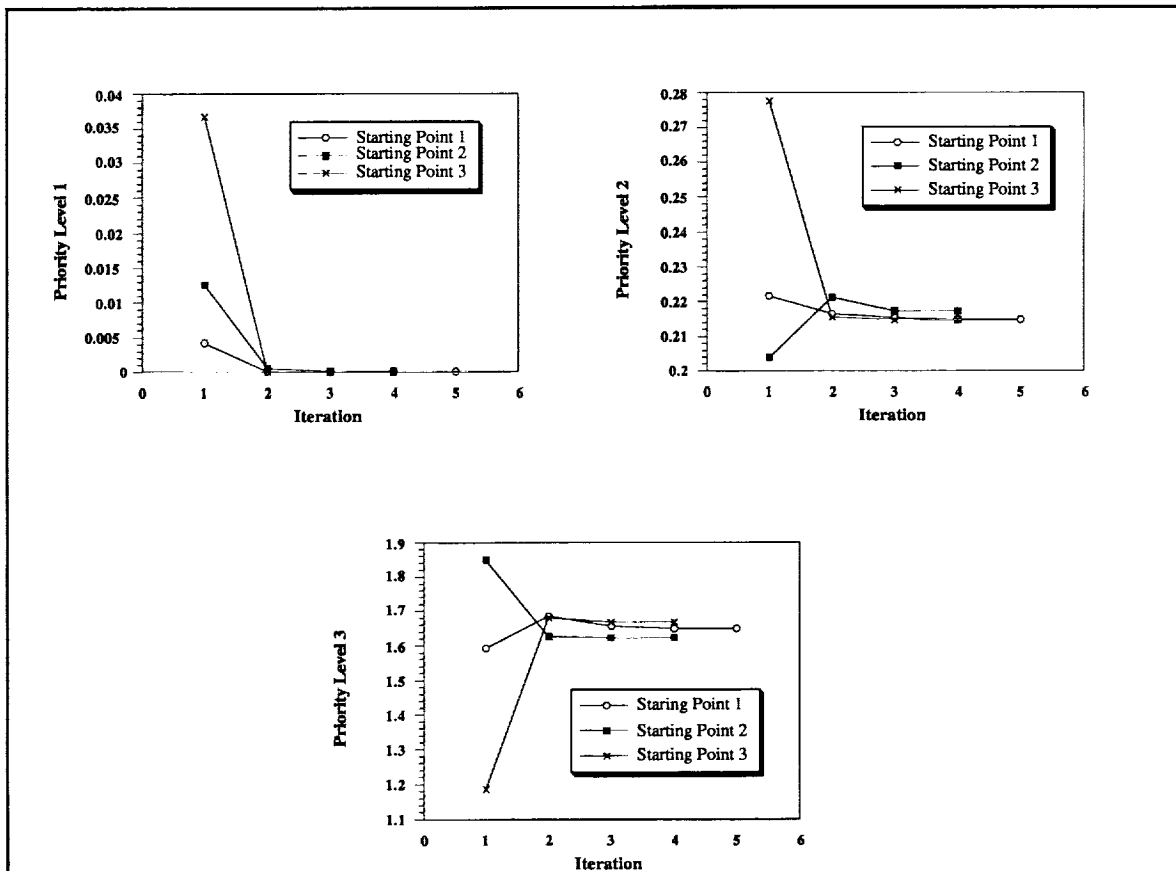 0.04
0.035
0.03
0.025
0.02
0.015
0.01
0.005
0
Priority Level 1
Starting Point 1
Starting Point 2
Starting Point 3
0 1 2 3 4 5 6
Iteration
0.28
0.27
0.26
0.25
0.24
0.23
0.22
0.21
0.2
Priority Level 2
Starting Point 1
Starting Point 2
Starting Point 3
0 1 2 3 4 5 6
Iteration
1.9
1.8
1.7
1.6
1.5
1.4
1.3
1.2
1.1
Priority Level 3
Staring Point 1
Starting Point 2
Starting Point 3
0 1 2 3 4 5 6
Iteration